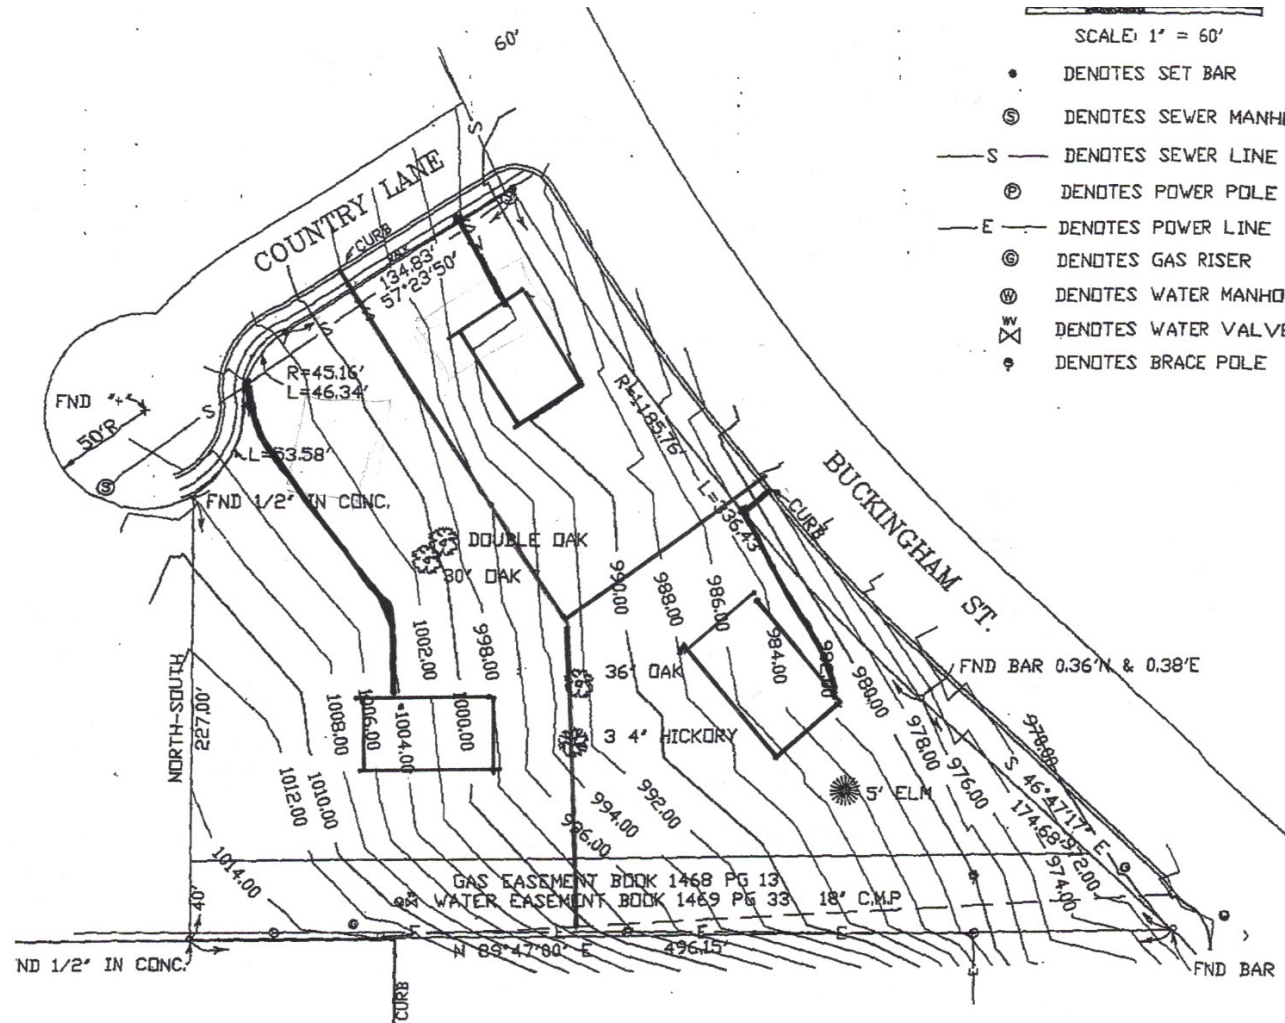 60'
SCALE: 1" = 60'
DENOTES SET BAR
S DENOTES SEWER MANH
S DENOTES SEWER LINE
P DENOTES POWER POLE
E DENOTES POWER LINE
G DENOTES GAS RISER
W DENOTES WATER MANHO
WV DENOTES WATER VALVE
DENOTES BRACE POLE
COUNTRY LANE
CURB
134.83'
57°23'50"
S
S
S
S
R=45.16'
L=46.34'
FND "+"
50'R
S
S
L=53.58'
FND 1/2" IN CONC.
R=1185.76'
L=336.43
CURB
BUCKINGHAM ST.
DOUBLE OAK
30" OAK
990.00
988.00
986.00
984.00
980.00
978.00
976.00
1002.00
998.00
36" OAK
FND BAR 0.36'N & 0.38'E
NORTH-SOUTH
227.00'
1008.00
1006.00
1004.00
1000.00
3 4" HICKORY
1012.00
1010.00
994.00
992.00
996.00
5' ELM
S 46°47'17" E
174.68'
972.00
974.00
1014.00
40'
GAS EASEMENT BOOK 1468 PG 13
WATER EASEMENT BOOK 1469 PG 33 18" C.M.P
E E E E
N 89°47'00" E 496.15'
ND 1/2" IN CONC.
CURB
FND BAR